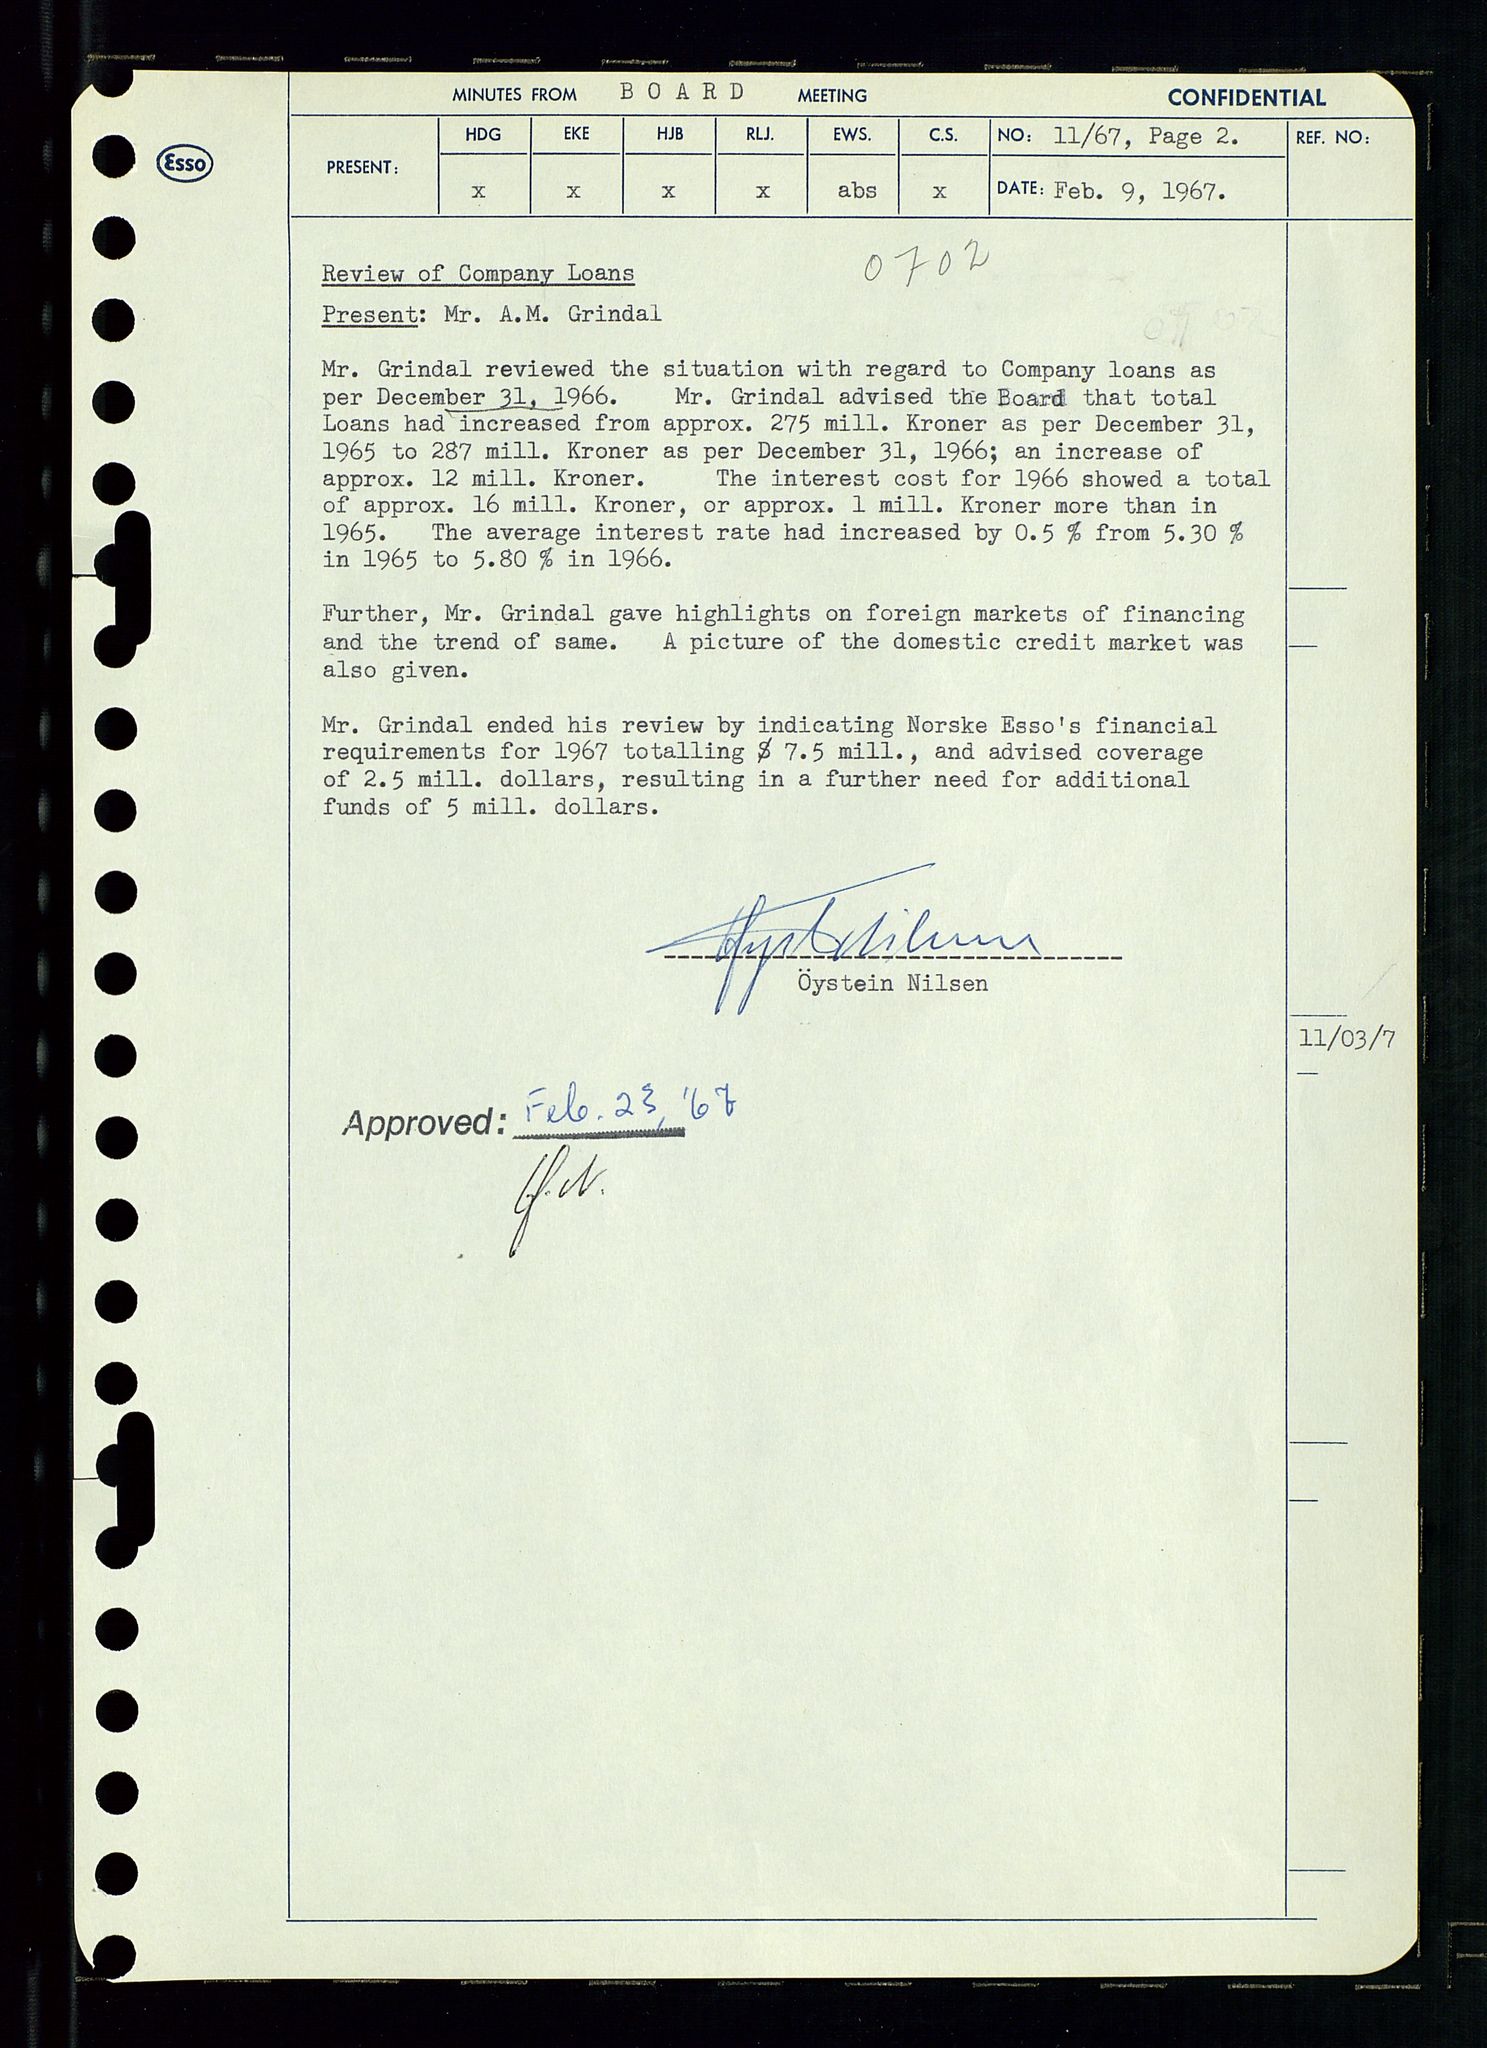 MINUTES FROM BOARD MEETING CONFIDENTIAL
Esso
PRESENT: HDG EKE HJB RLJ. EWS. C.S. NO: 11/67, Page 2. REF. NO:
x x x x abs x DATE: Feb. 9, 1967.
0702
Review of Company Loans
Present: Mr. A.M. Grindal
Mr. Grindal reviewed the situation with regard to Company loans as
per December 31, 1966. Mr. Grindal advised the Board that total
Loans had increased from approx. 275 mill. Kroner as per December 31,
1965 to 287 mill. Kroner as per December 31, 1966; an increase of
approx. 12 mill. Kroner. The interest cost for 1966 showed a total
of approx. 16 mill. Kroner, or approx. 1 mill. Kroner more than in
1965. The average interest rate had increased by 0.5 % from 5.30 %
in 1965 to 5.80 % in 1966.
Further, Mr. Grindal gave highlights on foreign markets of financing
and the trend of same. A picture of the domestic credit market was
also given.
Mr. Grindal ended his review by indicating Norske Esso's financial
requirements for 1967 totalling $ 7.5 mill., and advised coverage
of 2.5 mill. dollars, resulting in a further need for additional
funds of 5 mill. dollars.
Öystein Nilsen
11/03/7
Approved: Feb. 23, '67